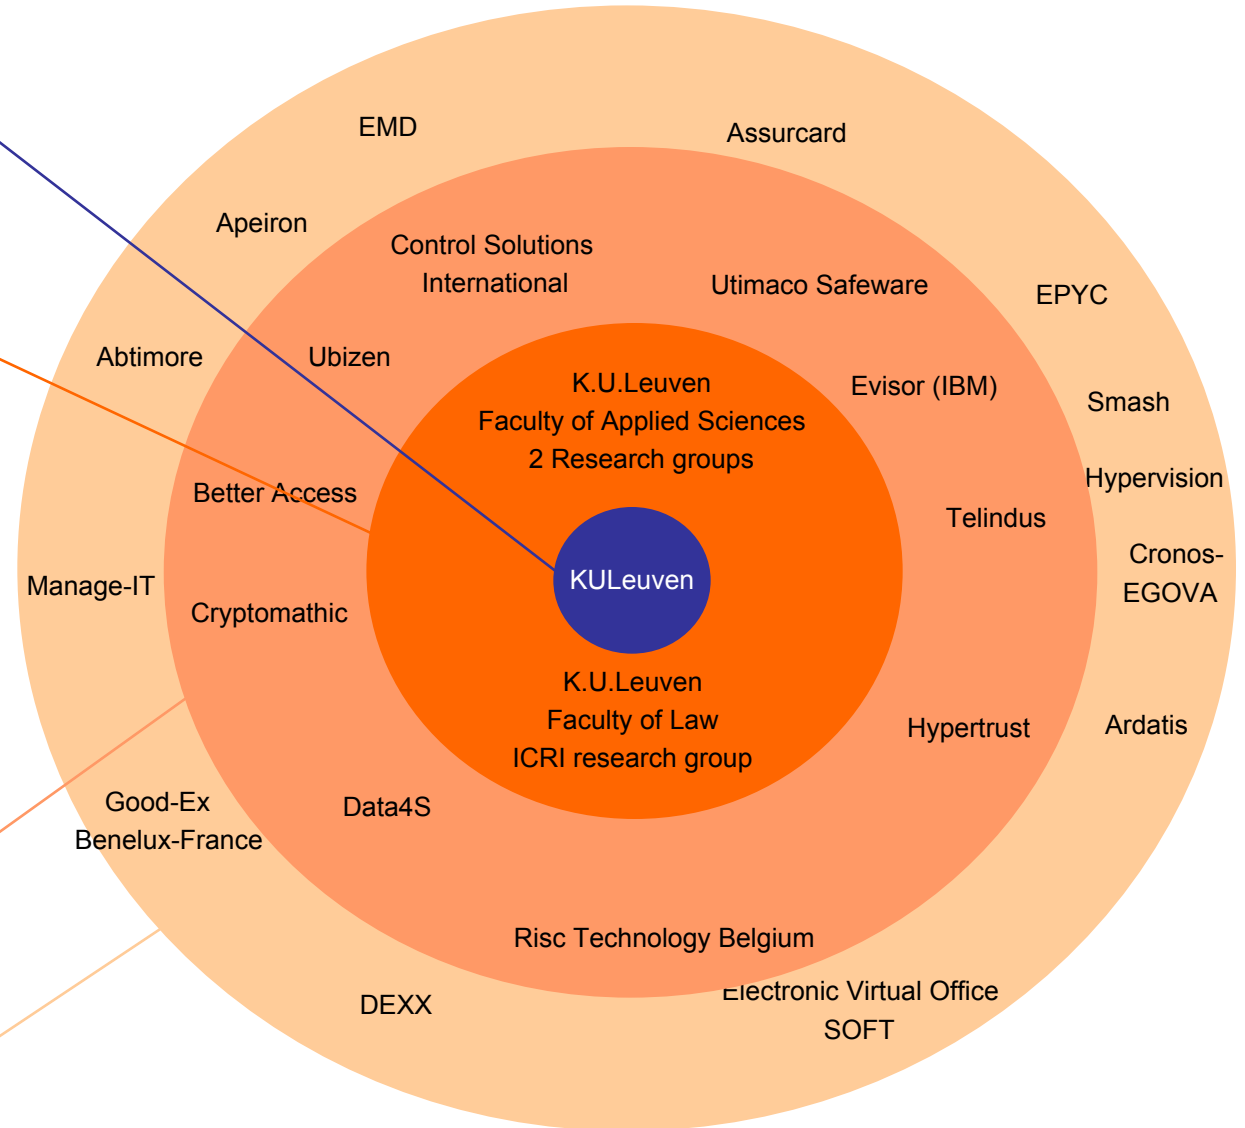 EMD
Assurcard
Apeiron
Control Solutions
International
Utimaco Safeware
EPYC
Abtimore
Ubizen
K.U.Leuven
Faculty of Applied Sciences
2 Research groups
Evisor (IBM)
Smash
Hypervision
Better Access
Telindus
Cronos-
EGOVA
KULeuven
Manage-IT
Cryptomathic
K.U.Leuven
Faculty of Law
ICRI research group
Hypertrust
Ardatis
Good-Ex
Benelux-France
Data4S
Risc Technology Belgium
DEXX
Electronic Virtual Office
SOFT